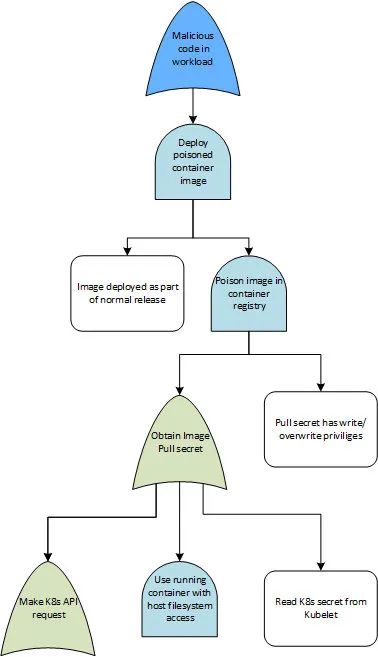 Malicious
code in
workload
Deploy
poisoned
container
image
Image deployed as part
of normal release
Poison image in
container
registry
Obtain Image
Pull secret
Pull secret has write/
overwrite priviliges
Make K8s API
request
Use running
container with
host filesystem
access
Read K8s secret from
Kubelet